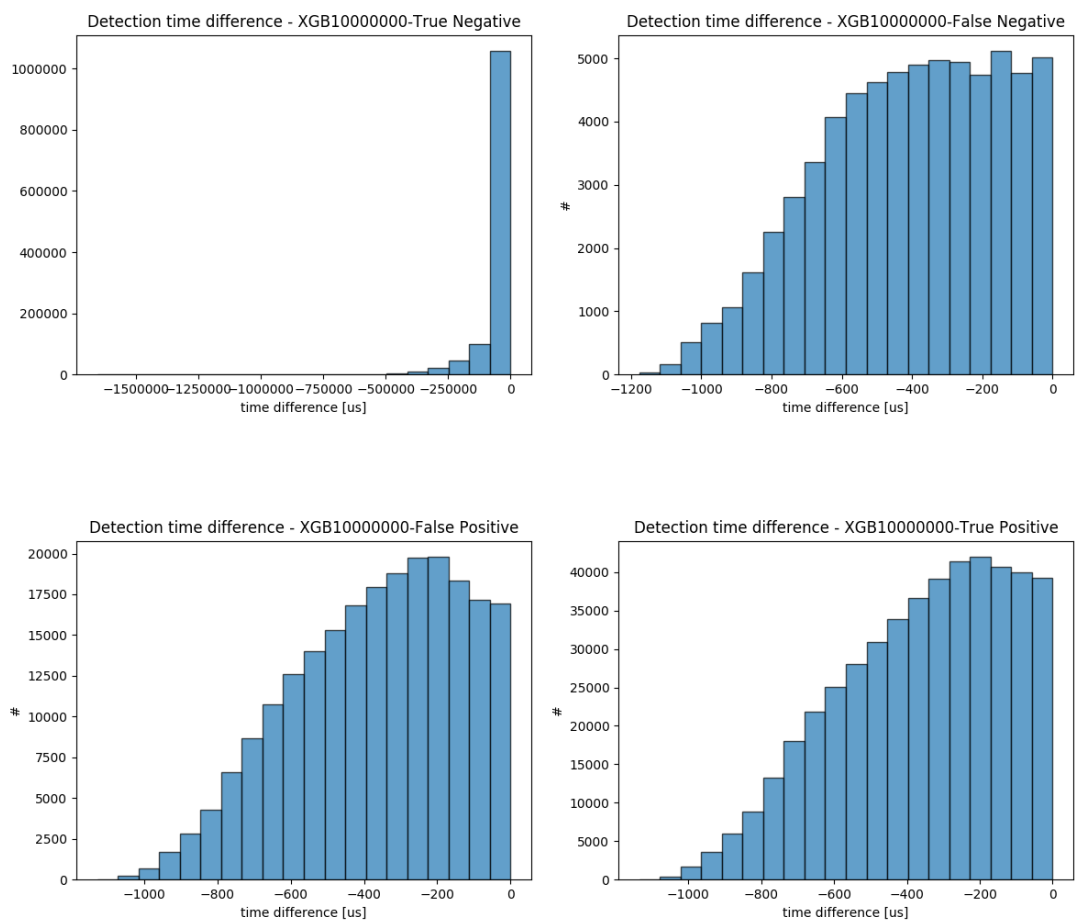 Detection time difference - XGB10000000-True Negative
1000000
800000
600000
400000
200000
0
−1500000−1250000−1000000−750000 −500000 −250000 0
time difference [us]
Detection time difference - XGB10000000-False Negative
#
5000
4000
3000
2000
1000
0
−1200 −1000 −800 −600 −400 −200 0
time difference [us]
Detection time difference - XGB10000000-False Positive
#
20000
17500
15000
12500
10000
7500
5000
2500
0
−1000 −800 −600 −400 −200 0
time difference [us]
Detection time difference - XGB10000000-True Positive
#
40000
35000
30000
25000
20000
15000
10000
5000
0
−1000 −800 −600 −400 −200 0
time difference [us]